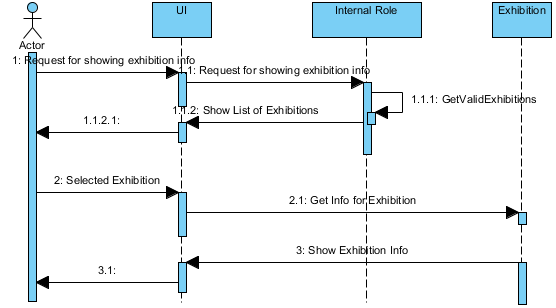 UI
Internal Role
Exhibition
Actor
1: Request for showing exhibition info
1.1: Request for showing exhibition info
1.1.1: GetValidExhibitions
1.1.2: Show List of Exhibitions
1.1.2.1:
2: Selected Exhibition
2.1: Get Info for Exhibition
3: Show Exhibition Info
3.1: